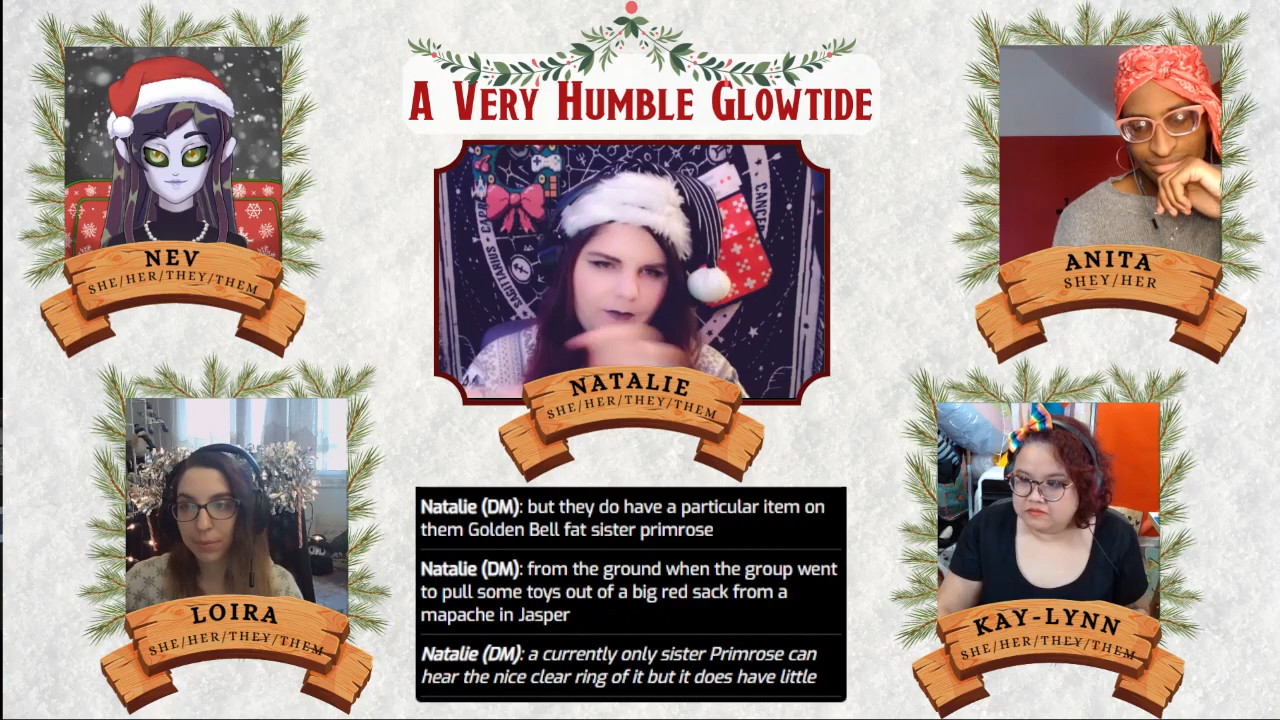 A Very Humble Glowtide
NEV
SHE/HER/THEY/THEM
CAPR
SAGITTARIUS
CANCER
NATALIE
SHE/HER/THEY/THEM
ANITA
SHEY/HER
LOIRA
SHE/HER/THEY/THEM
KAY-LYNN
SHE/HER/THEY/THEM
Natalie (DM): but they do have a particular item on
them Golden Bell fat sister primrose
Natalie (DM): from the ground when the group went
to pull some toys out of a big red sack from a
mapache in Jasper
Natalie (DM): a currently only sister Primrose can
hear the nice clear ring of it but it does have little